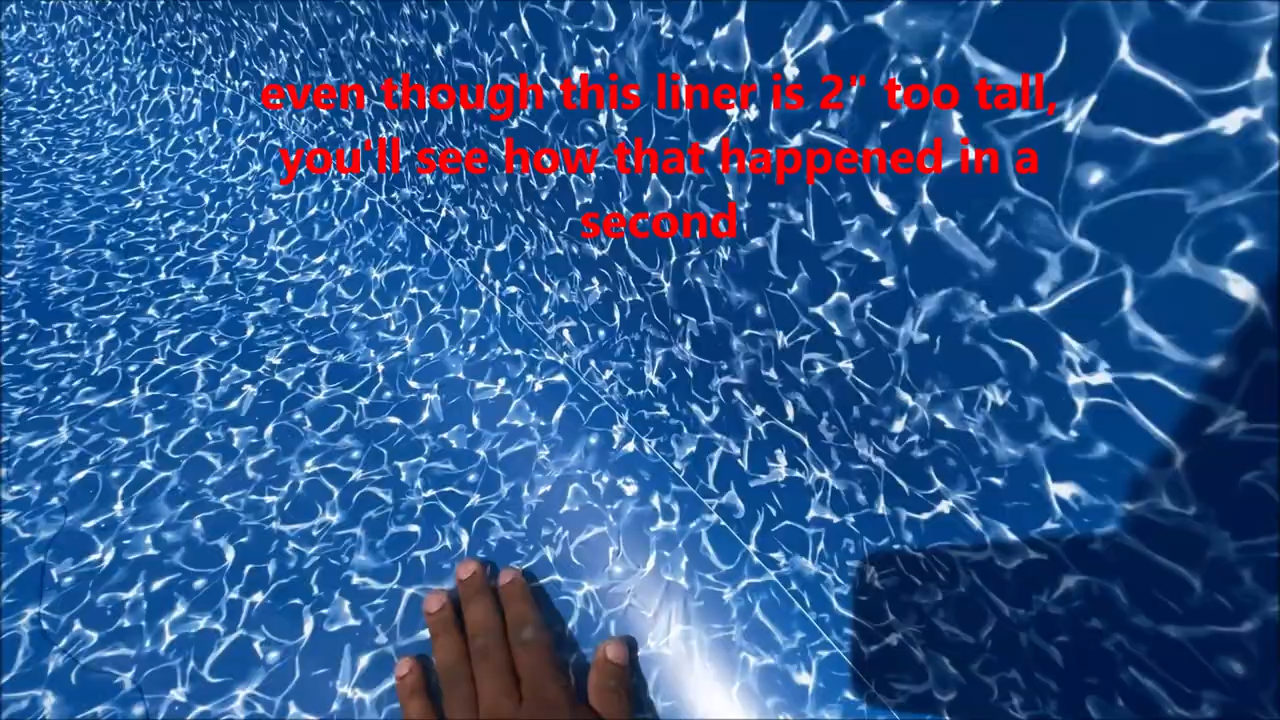 even though this liner is 2" too tall,
you'll see how that happened in a
second